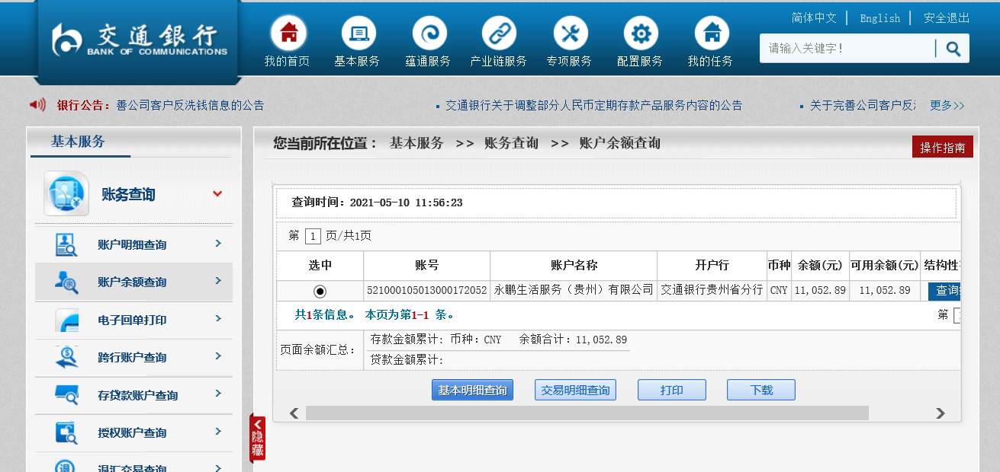 简体中文 | English | 安全退出
交通銀行
BANK OF COMMUNICATIONS
我的首页 基本服务 蕴通服务 产业链服务 专项服务 配置服务 我的任务
请输入关键字!
银行公告：善公司客户反洗钱信息的公告 ▪ 交通银行关于调整部分人民币定期存款产品服务内容的公告 ▪ 关于完善公司客户反 更多>>
基本服务
账务查询
账户明细查询
账户余额查询
电子回单打印
跨行账户查询
存贷款账户查询
授权账户查询
退汇交易查询
隐藏
您当前所在位置： 基本服务 >> 账务查询 >> 账户余额查询
操作指南
查询时间：2021-05-10 11:56:23
第 1 页/共1页
选中 账号 账户名称 开户行 币种 余额(元) 可用余额(元) 结构性
521000105013000172052 永鹏生活服务（贵州）有限公司 交通银行贵州省分行 CNY 11,052.89 11,052.89 查询
共1条信息。 本页为第1-1 条。 第
页面余额汇总：
存款金额累计: 币种：CNY 余额合计：11,052.89
贷款金额累计:
基本明细查询 交易明细查询 打印 下载